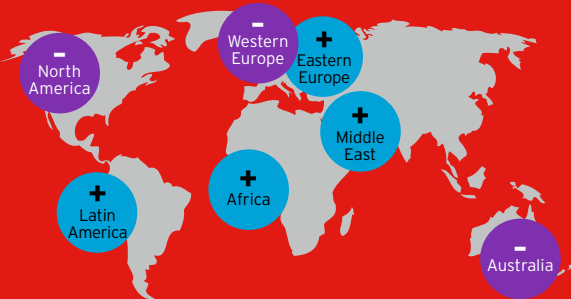 -
North
America
-
Western
Europe
+
Eastern
Europe
+
Middle
East
+
Latin
America
+
Africa
-
Australia